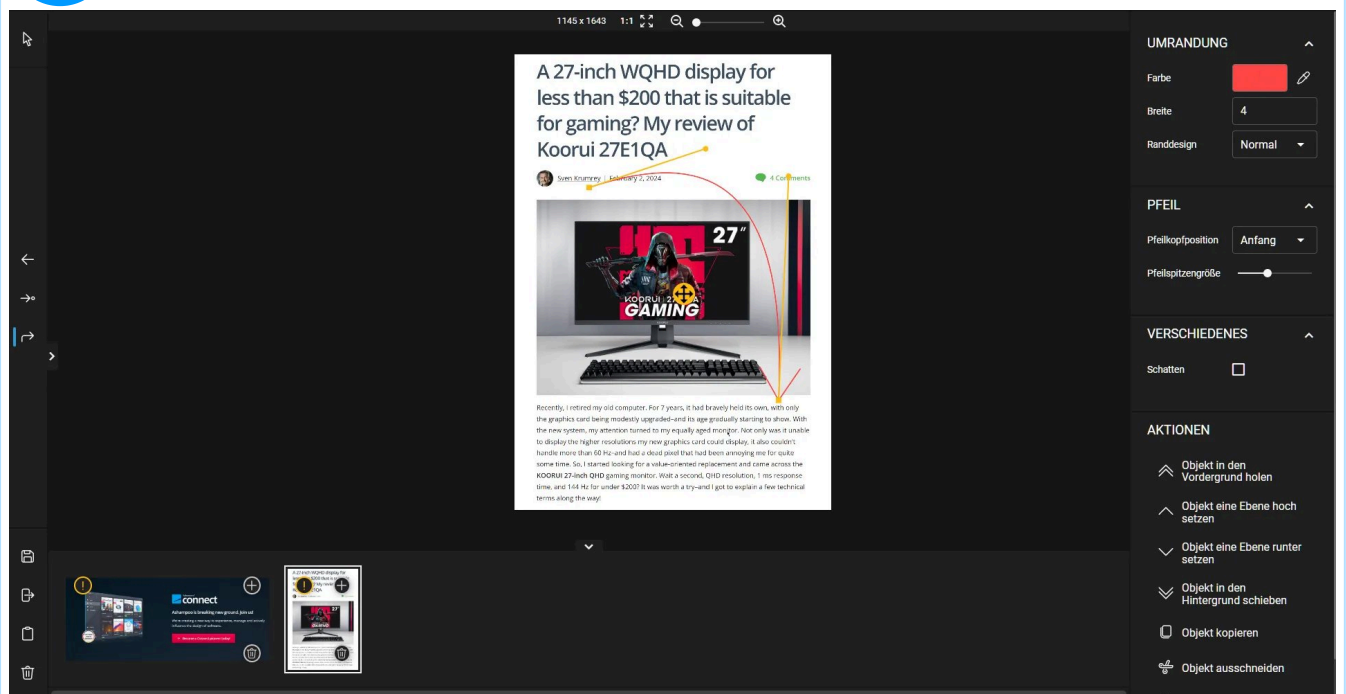 1145 x 1643 1:1
A 27-inch WQHD display for
less than $200 that is suitable
for gaming? My review of
Koorui 27E1QA
Sven Krumrey | February 2, 2024
4 Comments
27"
KOORUI 27
GAMING
Recently, I retired my old computer. For 7 years, it had bravely held its own, with only
the graphics card being modestly upgraded–and its age gradually starting to show. With
the new system, my attention turned to my equally aged monitor. Not only was it unable
to display the higher resolutions my new graphics card could display, it also couldn't
handle more than 60 Hz–and had a dead pixel that had been annoying me for quite
some time. So, I started looking for a value-oriented replacement and came across the
KOORUI 27-inch QHD gaming monitor. Wait a second, QHD resolution, 1 ms response
time, and 144 Hz for under $200? It was worth a try–and I got to explain a few technical
terms along the way!
UMRANDUNG
Farbe
Breite 4
Randdesign Normal
PFEIL
Pfeilkopfposition Anfang
Pfeilspitzengröße
VERSCHIEDENES
Schatten
AKTIONEN
Objekt in den
Vordergrund holen
Objekt eine Ebene hoch
setzen
Objekt eine Ebene runter
setzen
Objekt in den
Hintergrund schieben
Objekt kopieren
Objekt ausschneiden
connect
Ashampoo is breaking new ground. Join us!
A 27-inch WQHD display for